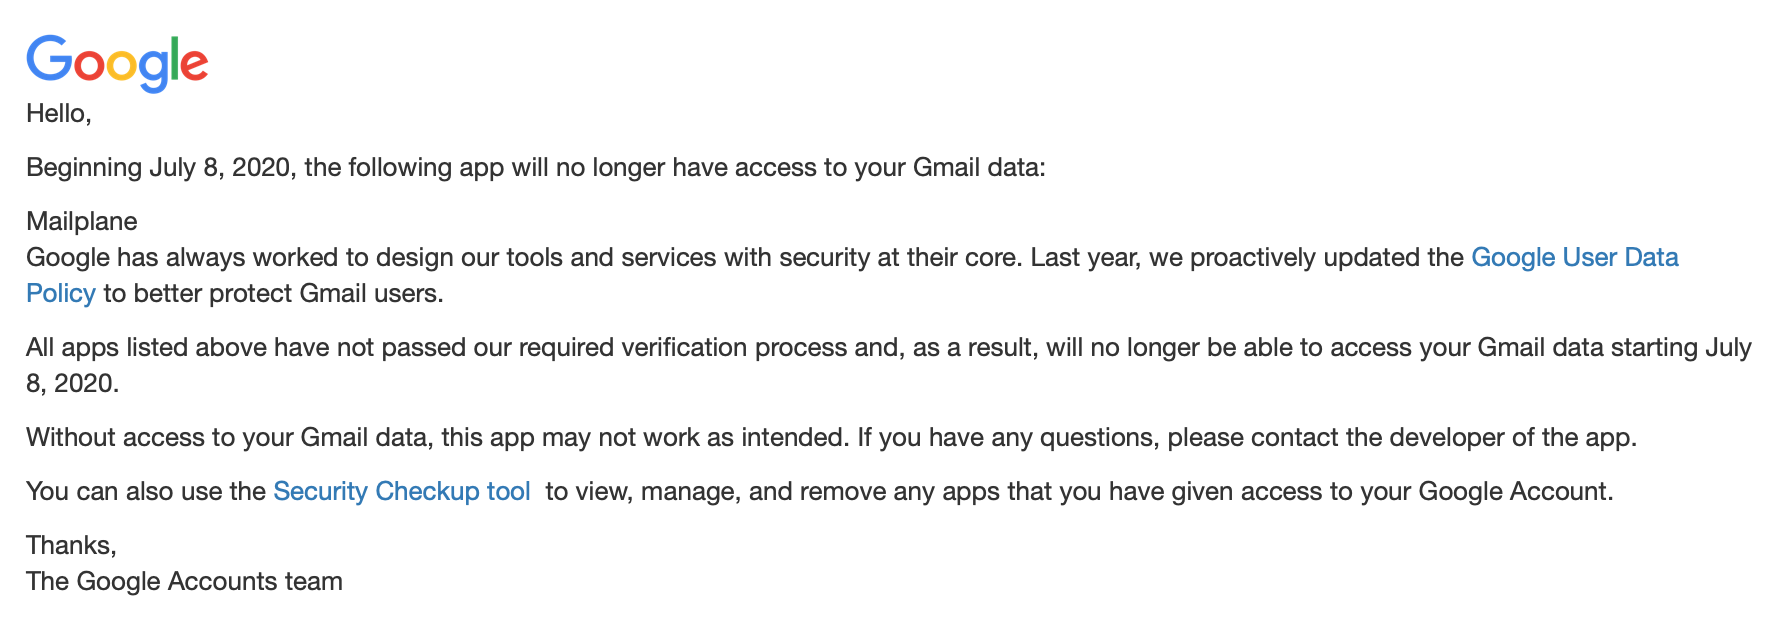 Google
Hello,
Beginning July 8, 2020, the following app will no longer have access to your Gmail data:
Mailplane
Google has always worked to design our tools and services with security at their core. Last year, we proactively updated the Google User Data
Policy to better protect Gmail users.
All apps listed above have not passed our required verification process and, as a result, will no longer be able to access your Gmail data starting July
8, 2020.
Without access to your Gmail data, this app may not work as intended. If you have any questions, please contact the developer of the app.
You can also use the Security Checkup tool  to view, manage, and remove any apps that you have given access to your Google Account.
Thanks,
The Google Accounts team